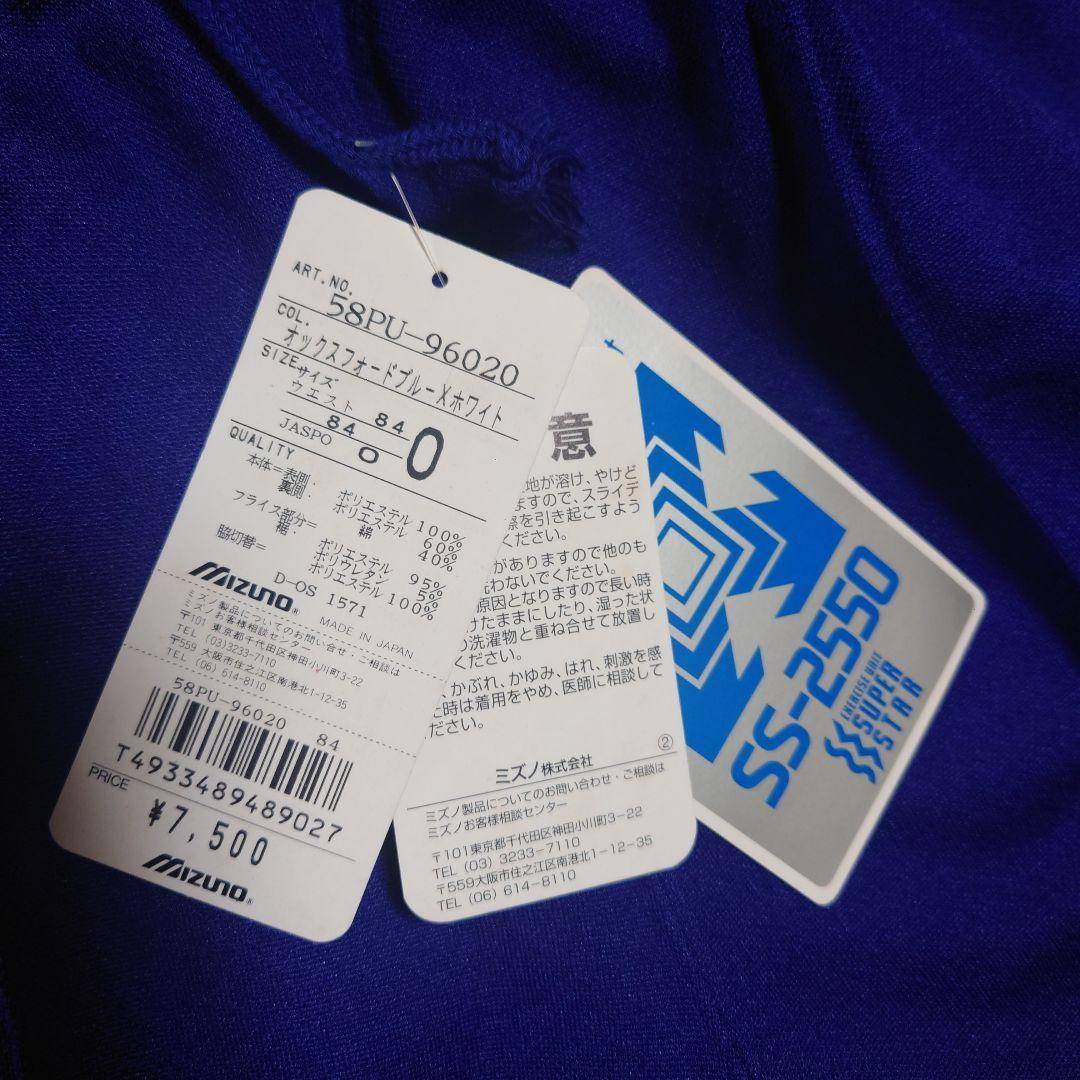 ART.NO.
58PU-96020
COL.
オックスフォードブルーXホワイト
SIZE サイズ
ウエスト 84
84
JASPO 0
0
QUALITY
本体=表側. ポリエステル 100%
裏側. ポリエステル 60%
綿 40%
フライス部分=
裾. ポリエステル 95%
ポリウレタン 5%
脇切替= ポリエステル 100%
MIZUNO®
D-OS 1571
MADE IN JAPAN
ミズノ製品についてのお問い合せ・ご相談は
ミズノお客様相談センター
〒101 東京都千代田区神田小川町3-22
TEL (03)3233-7110
〒559 大阪市住之江区南港北1-12-35
TEL (06) 614-8110
58PU-96020 84
T4933489489027
PRICE
¥7,500
MIZUNO®
意
地が溶け、やけど
ますので、スライデ
際を引き起こすよう
ください。
がありますので他のも
洗わないでください。
原因となりますので長い時
けたままにしたり、湿った状
の洗濯物と重ね合せて放置し
ください。
、かぶれ、かゆみ、はれ、刺激を感
た時は着用をやめ、医師に相談して
ださい。
②
ミズノ株式会社
ミズノ製品についてのお問い合わせ・ご相談は
ミズノお客様相談センター
〒101東京都千代田区神田小川町3-22
TEL (03) 3233-7110
〒559大阪市住之江区南港北1-12-35
TEL (06) 614-8110
SS-2550
EXERCISE UNIT
SUPER
STAR